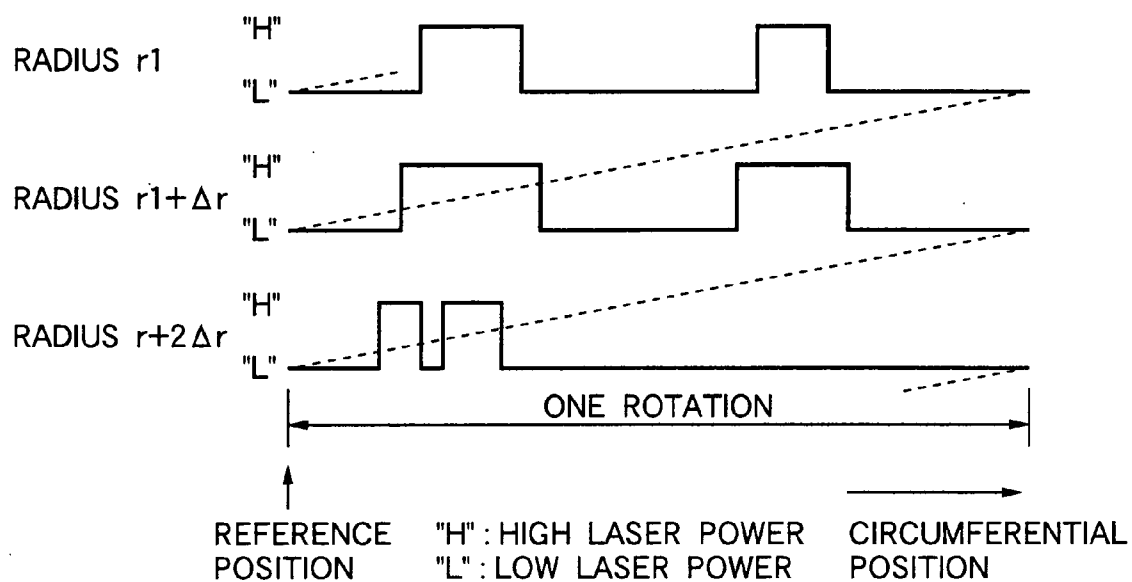 "H"
RADIUS r1
"L"
"H"
RADIUS r1+Δr
"L"
"H"
RADIUS r+2Δr
"L"
ONE ROTATION
REFERENCE POSITION
"H" : HIGH LASER POWER
"L" : LOW LASER POWER
CIRCUMFERENTIAL POSITION